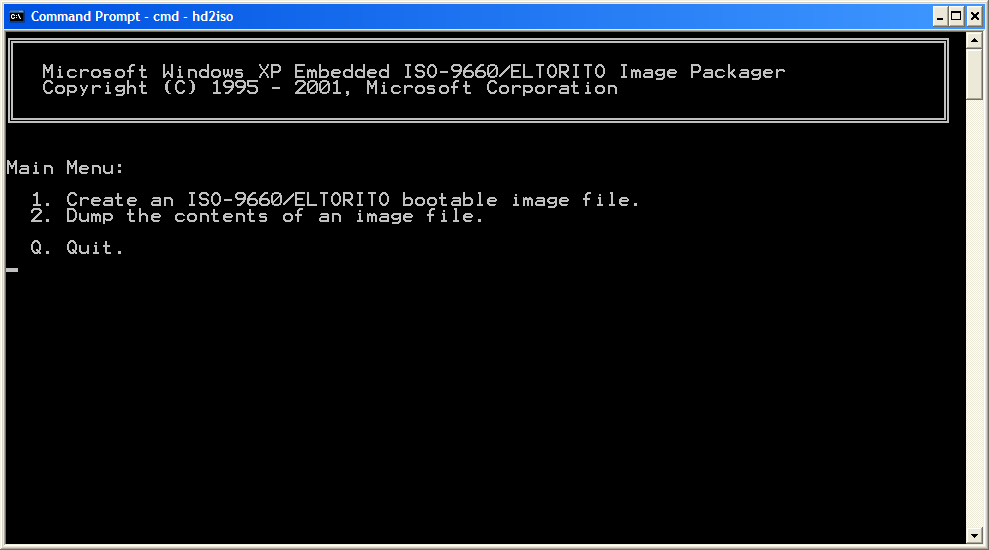 Command Prompt - cmd - hd2iso
Microsoft Windows XP Embedded ISO-9660/ELTORITO Image Packager
Copyright (C) 1995 - 2001, Microsoft Corporation
Main Menu:
1. Create an ISO-9660/ELTORITO bootable image file.
2. Dump the contents of an image file.
Q. Quit.